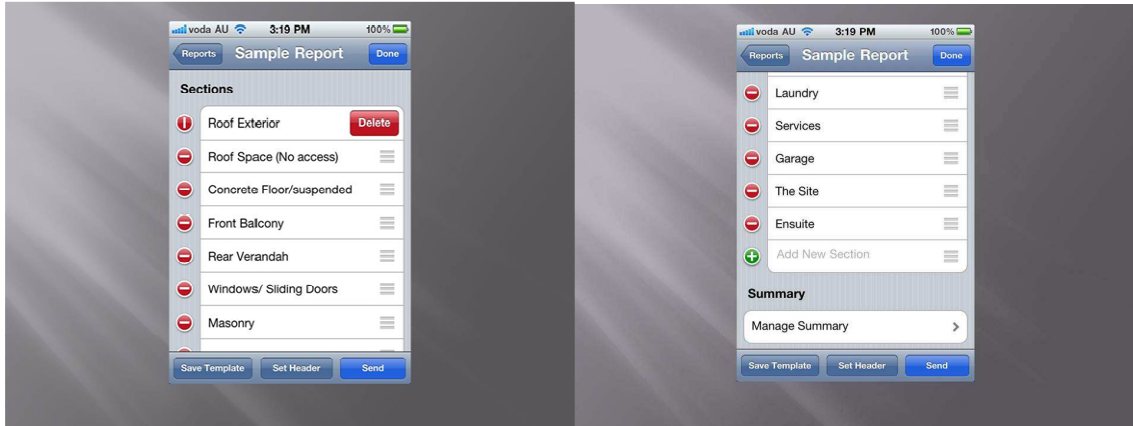 voda AU 3:19 PM 100%
Reports Sample Report Done
Sections
Roof Exterior Delete
Roof Space (No access)
Concrete Floor/suspended
Front Balcony
Rear Verandah
Windows/ Sliding Doors
Masonry
Save Template Set Header Send
voda AU 3:19 PM 100%
Reports Sample Report Done
Laundry
Services
Garage
The Site
Ensuite
Add New Section
Summary
Manage Summary
Save Template Set Header Send